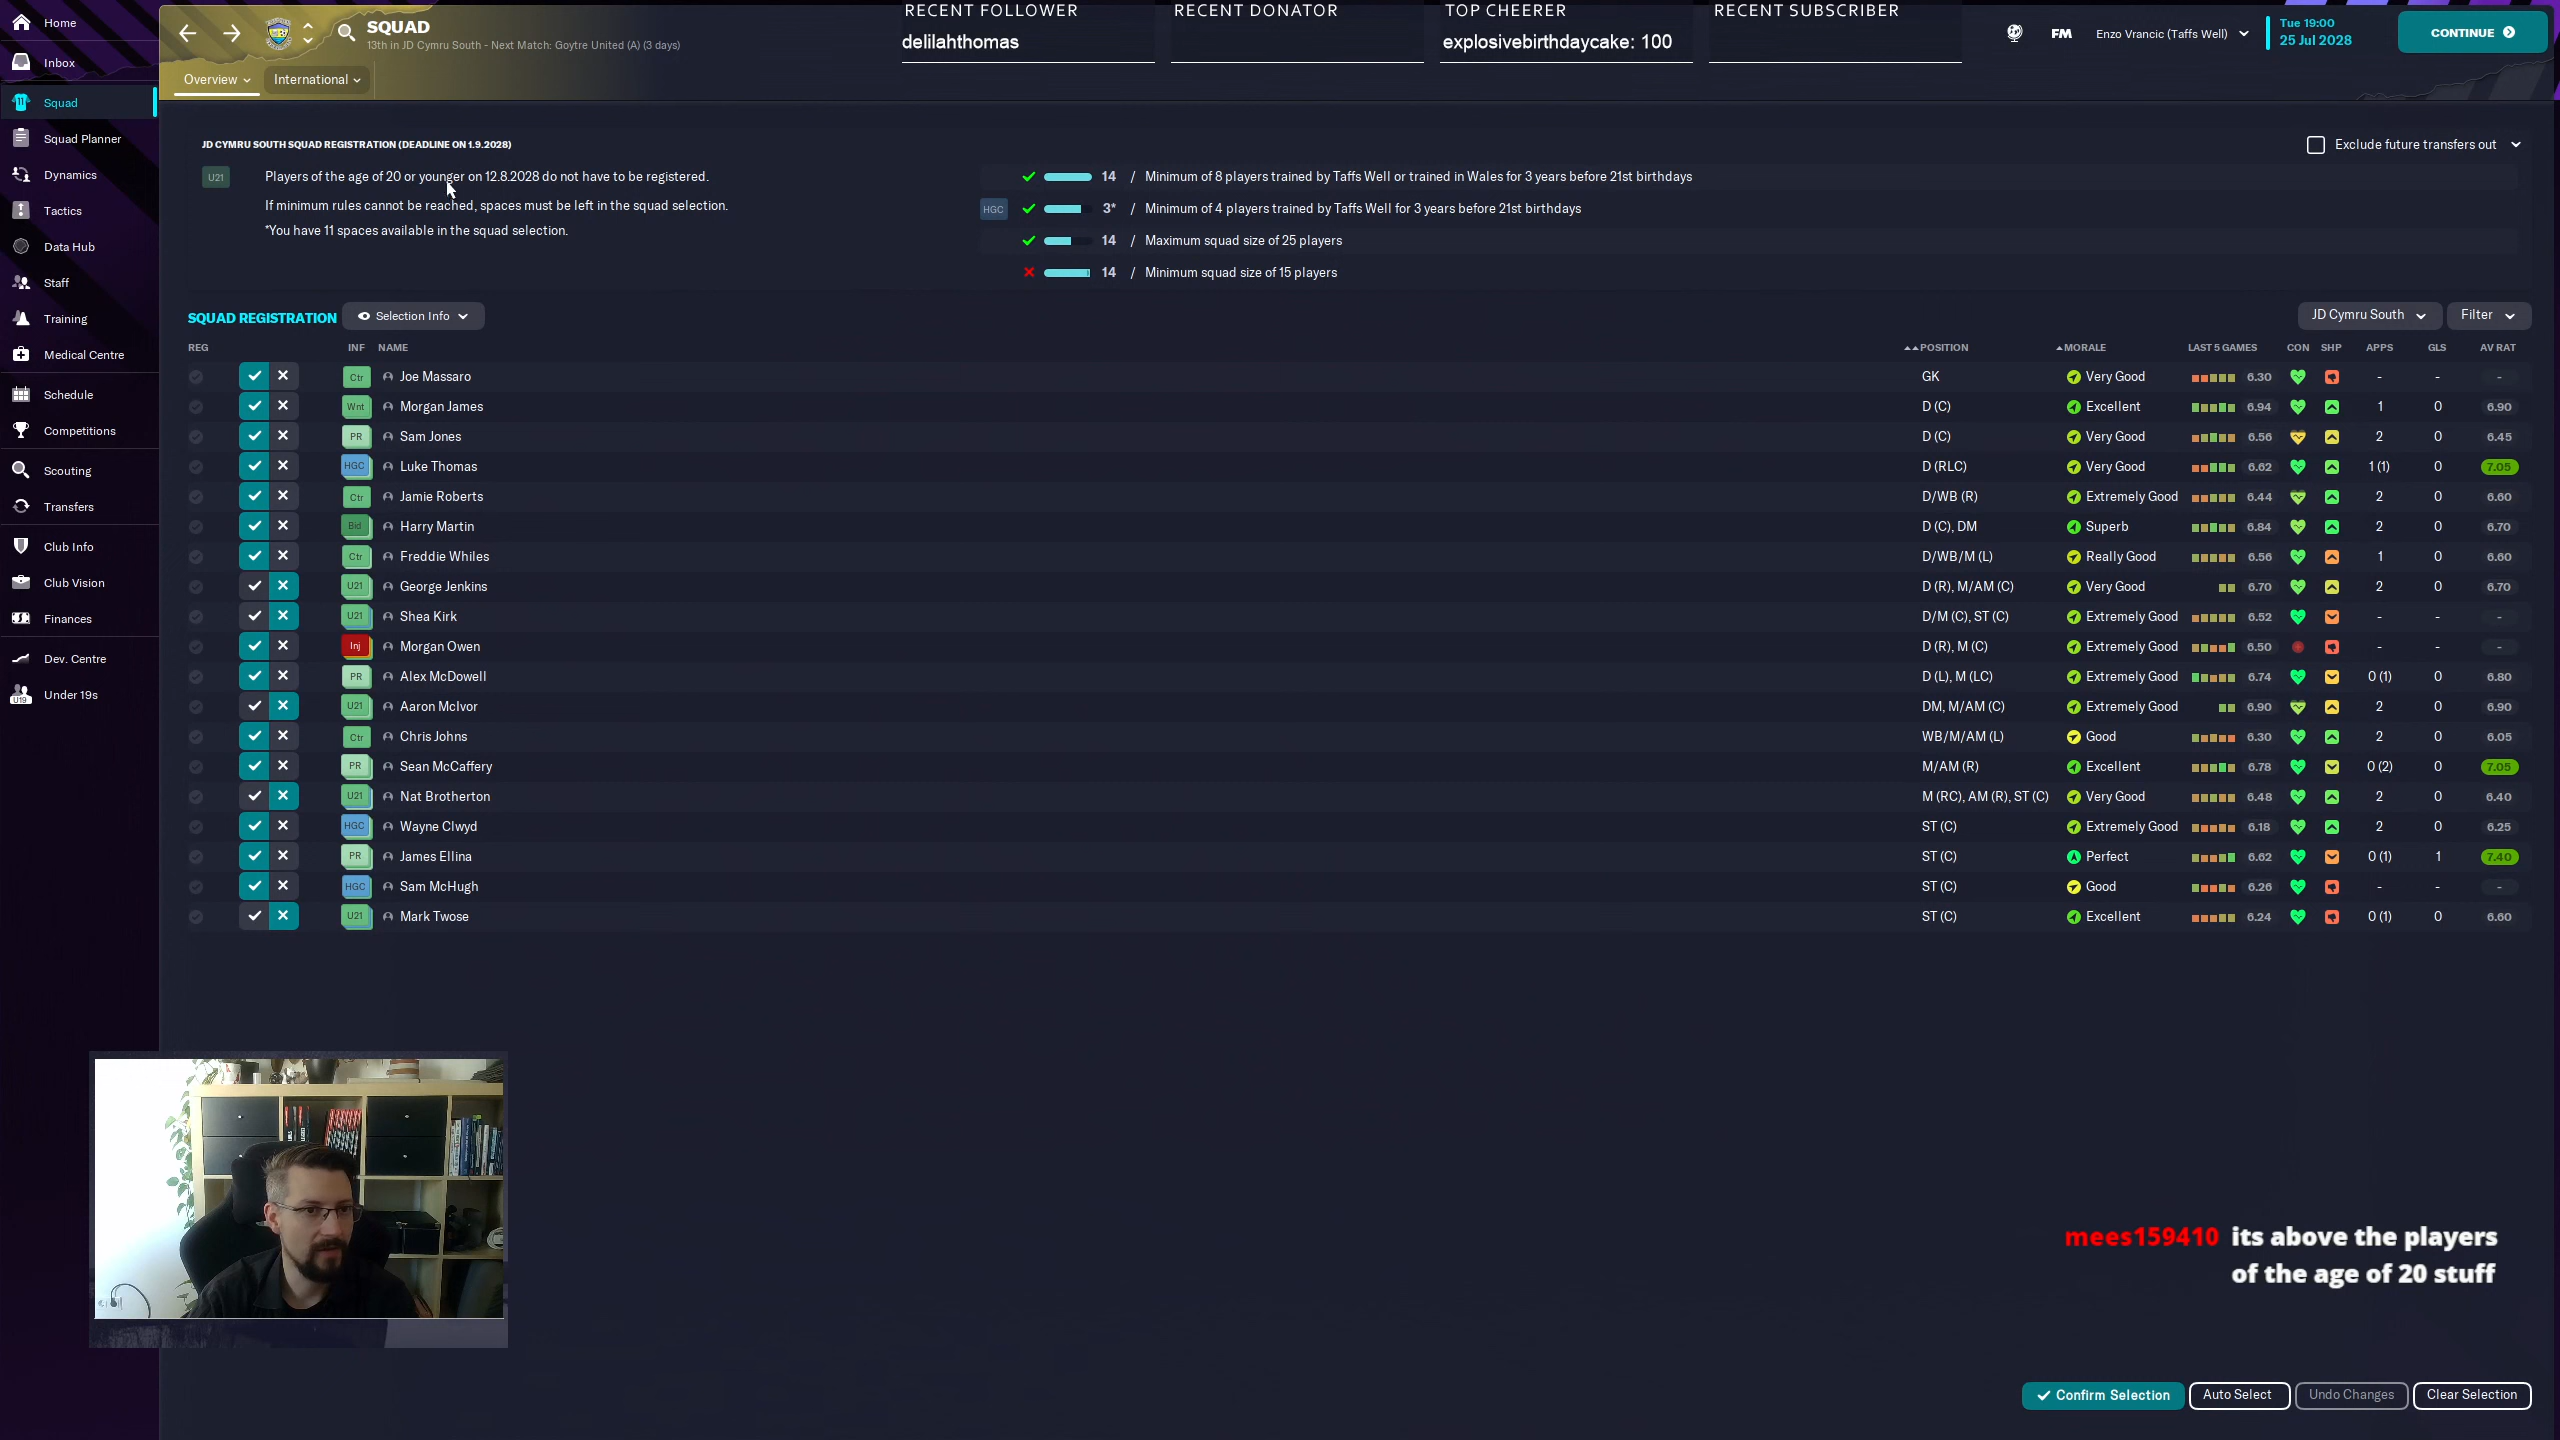 Home
Inbox
Squad
Squad Planner
Dynamics
Tactics
Data Hub
Staff
Training
Medical Centre
Schedule
Competitions
Scouting
Transfers
Club Info
Club Vision
Finances
Dev. Centre
Under 19s
SQUAD
13th in JD Cymru South - Next Match: Goytre United (A) (3 days)
RECENT FOLLOWER
delilahthomas
RECENT DONATOR
TOP CHEERER
explosivebirthdaycake: 100
RECENT SUBSCRIBER
FM
Enzo Vrancic (Taffs Well)
Tue 19:00
25 Jul 2028
CONTINUE
Overview
International
JD CYMRU SOUTH SQUAD REGISTRATION (DEADLINE ON 1.9.2028)
Exclude future transfers out
U21 Players of the age of 20 or younger on 12.8.2028 do not have to be registered.
If minimum rules cannot be reached, spaces must be left in the squad selection.
*You have 11 spaces available in the squad selection.
14 / Minimum of 8 players trained by Taffs Well or trained in Wales for 3 years before 21st birthdays
HGC 3* / Minimum of 4 players trained by Taffs Well for 3 years before 21st birthdays
14 / Maximum squad size of 25 players
14 / Minimum squad size of 15 players
SQUAD REGISTRATION Selection Info JD Cymru South Filter
REG INF NAME POSITION MORALE LAST 5 GAMES CON SHP APPS GLS AV RAT
Ctr Joe Massaro GK Very Good 6.30 - - -
Wnt Morgan James D (C) Excellent 6.94 1 0 6.90
PR Sam Jones D (C) Very Good 6.56 2 0 6.45
HGC Luke Thomas D (RLC) Very Good 6.62 1 (1) 0 7.05
Ctr Jamie Roberts D/WB (R) Extremely Good 6.44 2 0 6.60
Bid Harry Martin D (C), DM Superb 6.84 2 0 6.70
Ctr Freddie Whiles D/WB/M (L) Really Good 6.56 1 0 6.60
U21 George Jenkins D (R), M/AM (C) Very Good 6.70 2 0 6.70
U21 Shea Kirk D/M (C), ST (C) Extremely Good 6.52 - - -
Inj Morgan Owen D (R), M (C) Extremely Good 6.50 - - -
PR Alex McDowell D (L), M (LC) Extremely Good 6.74 0 (1) 0 6.80
U21 Aaron McIvor DM, M/AM (C) Extremely Good 6.90 2 0 6.90
Ctr Chris Johns WB/M/AM (L) Good 6.30 2 0 6.05
PR Sean McCaffery M/AM (R) Excellent 6.78 0 (2) 0 7.05
U21 Nat Brotherton M (RC), AM (R), ST (C) Very Good 6.48 2 0 6.40
HGC Wayne Clwyd ST (C) Extremely Good 6.18 2 0 6.25
PR James Ellina ST (C) Perfect 6.62 0 (1) 1 7.40
HGC Sam McHugh ST (C) Good 6.26 - - -
U21 Mark Twose ST (C) Excellent 6.24 0 (1) 0 6.60
mees159410 its above the players
of the age of 20 stuff
Confirm Selection Auto Select Undo Changes Clear Selection